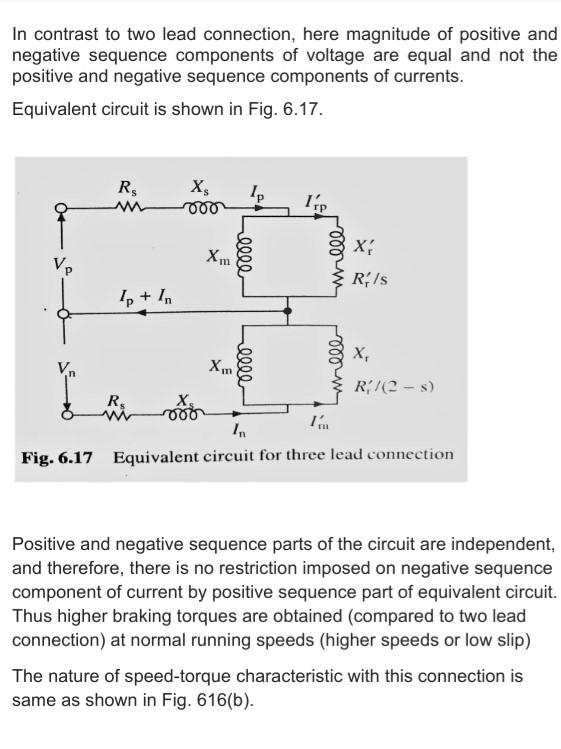 In contrast to two lead connection, here magnitude of positive and
negative sequence components of voltage are equal and not the
positive and negative sequence components of currents.
Equivalent circuit is shown in Fig. 6.17.
Rs
Xs
Ip
I′rp
Xm
X′r
R′r/s
Vp
Ip + In
Vn
Xm
Xr
R′r/(2 – s)
Rs
Xs
In
Fig. 6.17 Equivalent circuit for three lead connection
Positive and negative sequence parts of the circuit are independent,
and therefore, there is no restriction imposed on negative sequence
component of current by positive sequence part of equivalent circuit.
Thus higher braking torques are obtained (compared to two lead
connection) at normal running speeds (higher speeds or low slip)
The nature of speed-torque characteristic with this connection is
same as shown in Fig. 616(b).